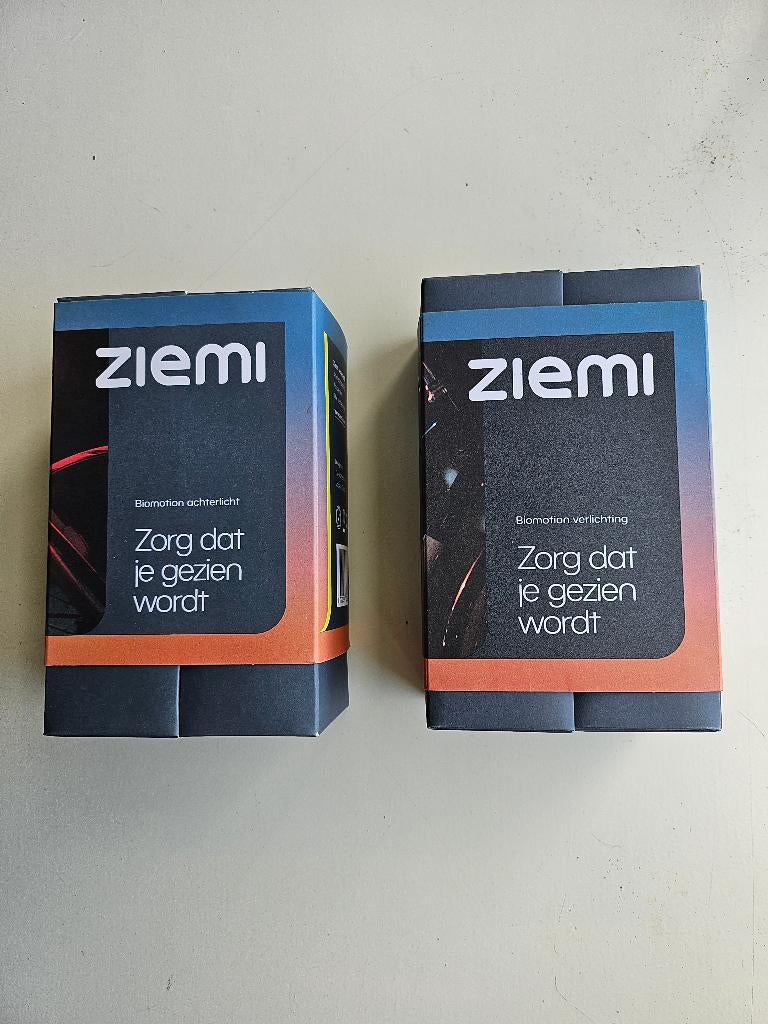 ziemi
Biomotion achterlicht
Zorg dat
je gezien
wordt
ziemi
Biomotion verlichting
Zorg dat
je gezien
wordt